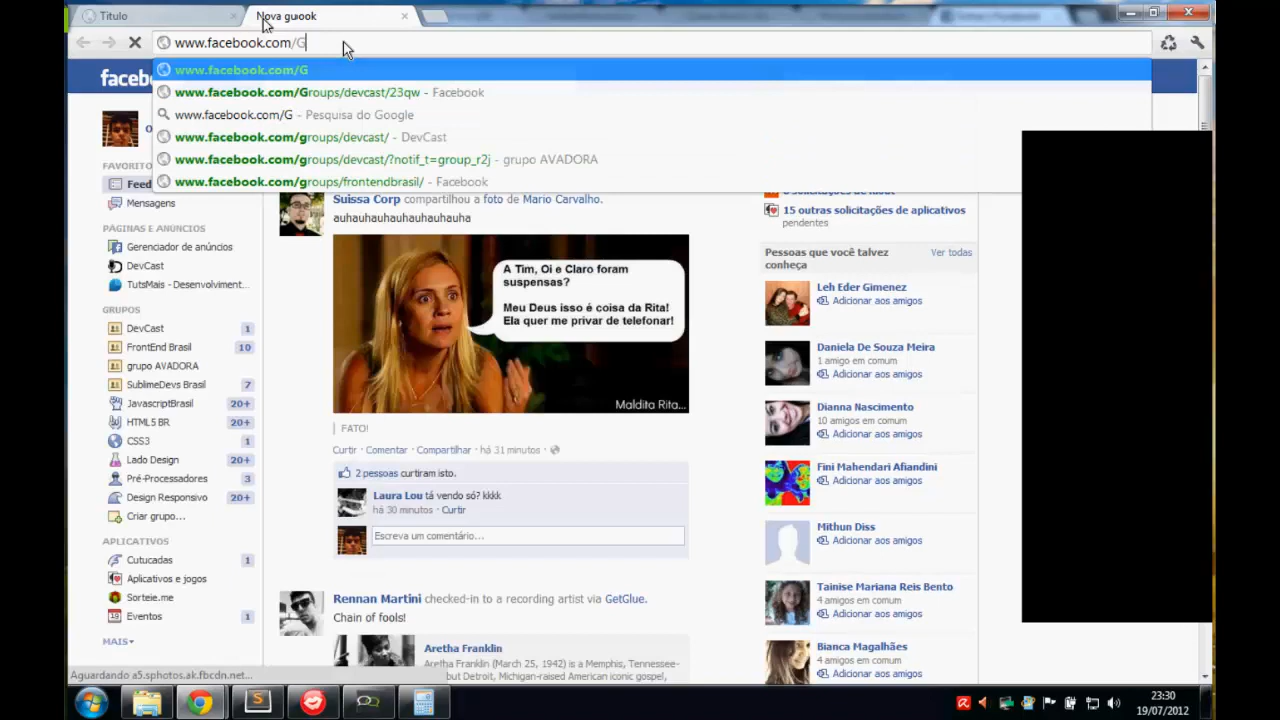 Titulo
Nova guook
www.facebook.com/G
www.facebook.com/G
www.facebook.com/Groups/devcast/23qw - Facebook
www.facebook.com/G - Pesquisa do Google
www.facebook.com/groups/devcast/ - DevCast
www.facebook.com/groups/devcast/?notif_t=group_r2j - grupo AVADORA
www.facebook.com/groups/frontendbrasil/ - Facebook
FAVORITO
Feed
Mensagens
PÁGINAS E ANÚNCIOS
Gerenciador de anúncios
DevCast
TutsMais - Desenvolviment...
GRUPOS
DevCast 1
FrontEnd Brasil 10
grupo AVADORA
SublimeDevs Brasil 7
JavascriptBrasil 20+
HTML5 BR 20+
CSS3 1
Lado Design 20+
Pré-Processadores 3
Design Responsivo 20+
Criar grupo...
APLICATIVOS
Cutucadas 1
Aplicativos e jogos
Sorteie.me
Eventos 1
MAIS
Aguardando a5.sphotos.ak.fbcdn.net...
Suissa Corp compartilhou a foto de Mario Carvalho.
auhauhauhauhauhauhauha
A Tim, Oi e Claro foram
suspensas?
Meu Deus isso é coisa da Rita!
Ela quer me privar de telefonar!
Maldita Rita...
FATO!
Curtir · Comentar · Compartilhar · há 31 minutos ·
2 pessoas curtiram isto.
Laura Lou tá vendo só? kkkk
há 30 minutos · Curtir
Escreva um comentário...
Rennan Martini checked-in to a recording artist via GetGlue.
Chain of fools!
Aretha Franklin
Aretha Franklin (March 25, 1942) is a Memphis, Tennessee-
but Detroit, Michigan-raised American iconic gospel,
15 outras solicitações de aplicativos
pendentes
Pessoas que você talvez Ver todas
conheça
Leh Eder Gimenez
Adicionar aos amigos
Daniela De Souza Meira
1 amigo em comum
Adicionar aos amigos
Dianna Nascimento
10 amigos em comum
Adicionar aos amigos
Fini Mahendari Afiandini
Adicionar aos amigos
Mithun Diss
Adicionar aos amigos
Tainise Mariana Reis Bento
4 amigos em comum
Adicionar aos amigos
Bianca Magalhães
4 amigos em comum
Adicionar aos amigos
23:30
19/07/2012